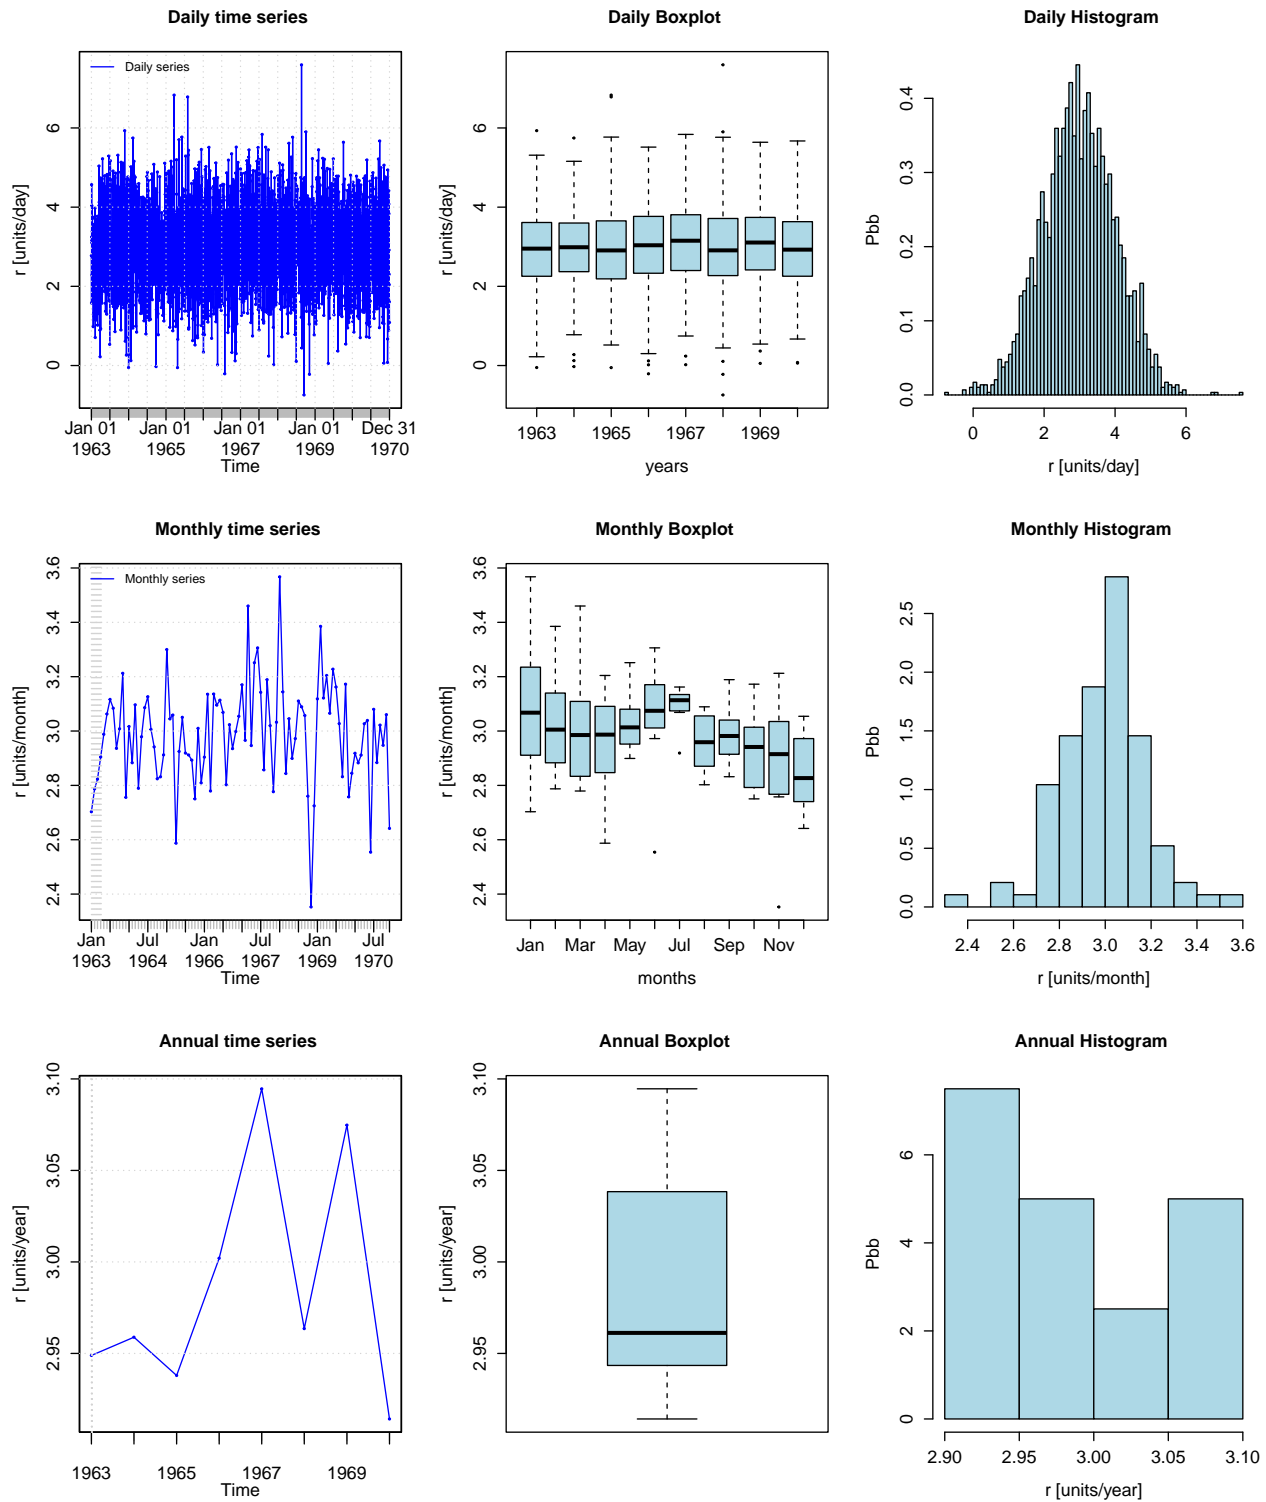 Daily time series
Daily series
r [units/day]
0 2 4 6
Jan 01 Jan 01 Jan 01 Jan 01 Dec 31
1963 1965 1967 1969 1970
Time
Daily Boxplot
r [units/day]
0 2 4 6
1963 1965 1967 1969
years
Daily Histogram
Pbb
0.0 0.1 0.2 0.3 0.4
0 2 4 6
r [units/day]
Monthly time series
Monthly series
r [units/month]
2.4 2.6 2.8 3.0 3.2 3.4 3.6
Jan Jul Jan Jul Jan Jul
1963 1964 1966 1967 1969 1970
Time
Monthly Boxplot
r [units/month]
2.4 2.6 2.8 3.0 3.2 3.4 3.6
Jan Mar May Jul Sep Nov
months
Monthly Histogram
Pbb
0.0 0.5 1.0 1.5 2.0 2.5
2.4 2.6 2.8 3.0 3.2 3.4 3.6
r [units/month]
Annual time series
r [units/year]
2.95 3.00 3.05 3.10
1963 1965 1967 1969
Time
Annual Boxplot
r [units/year]
2.95 3.00 3.05 3.10
Annual Histogram
Pbb
0 2 4 6
2.90 2.95 3.00 3.05 3.10
r [units/year]